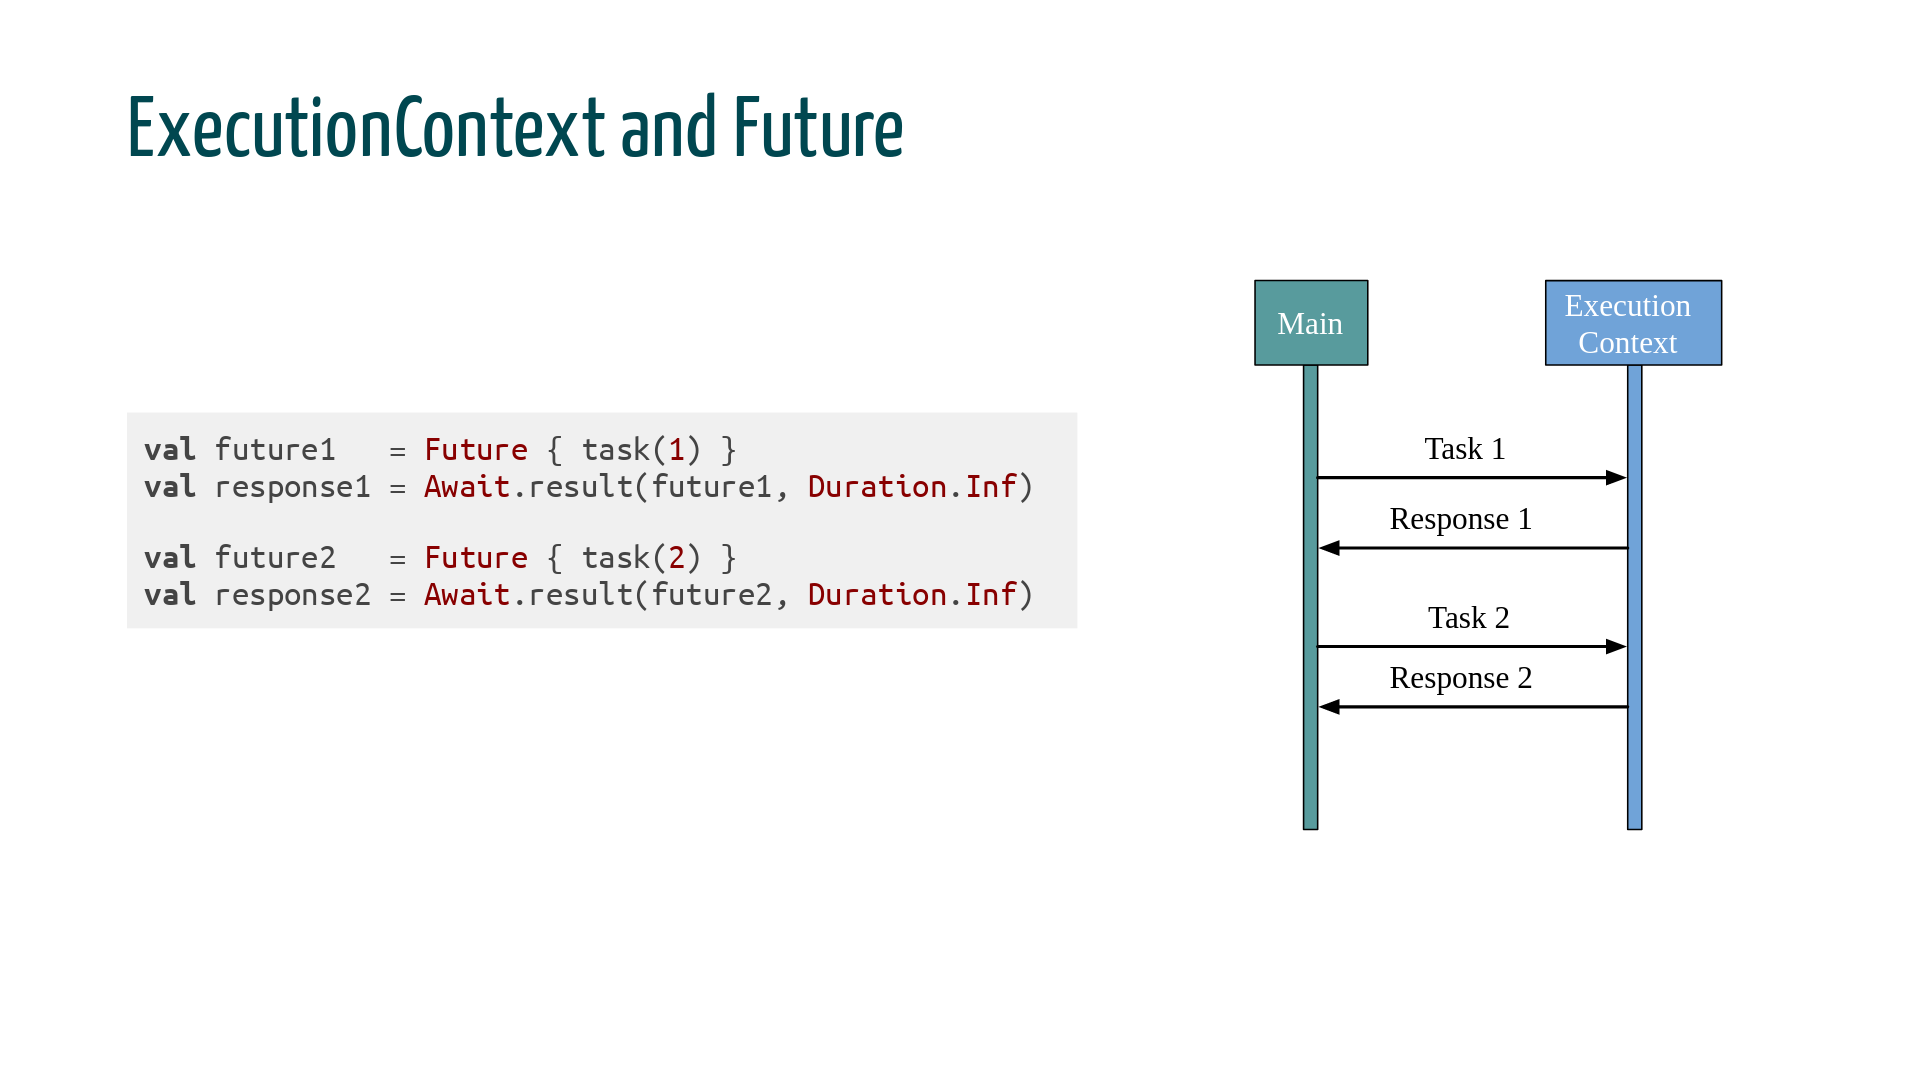 ExecutionContext and Future
val future1   = Future { task(1) }
val response1 = Await.result(future1, Duration.Inf)
val future2   = Future { task(2) }
val response2 = Await.result(future2, Duration.Inf)
Main
Execution
Context
Task 1
Response 1
Task 2
Response 2